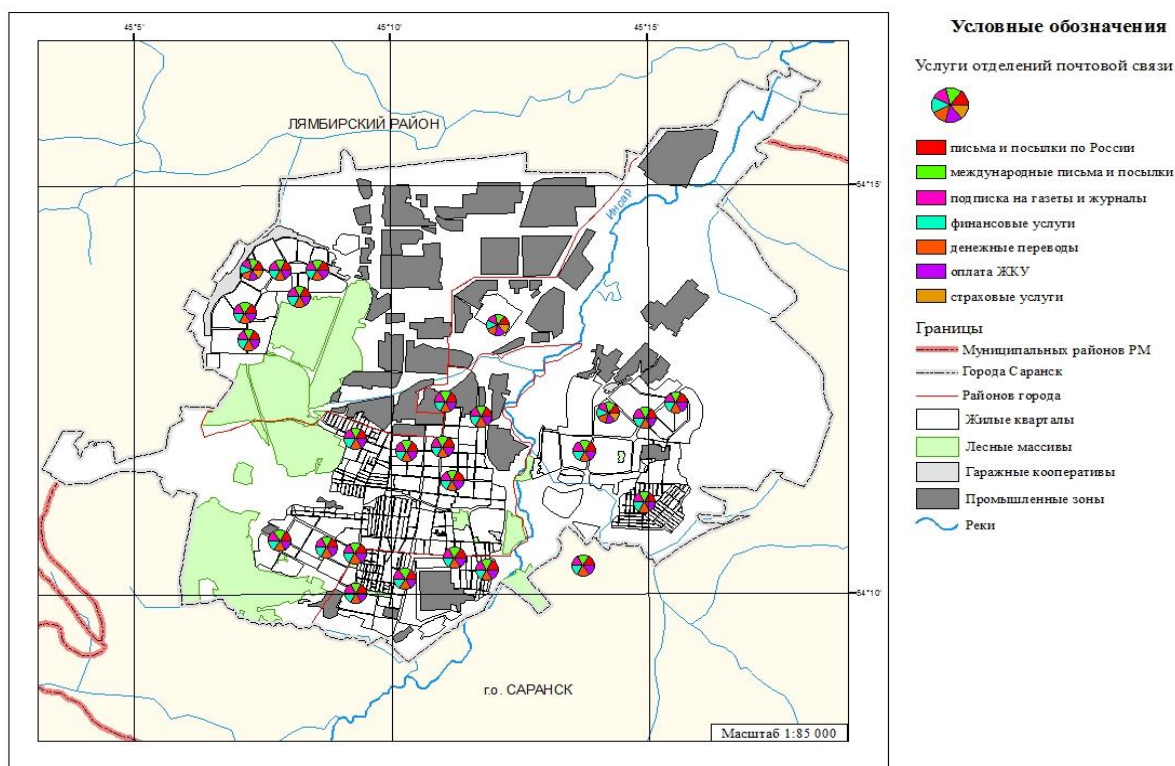 45°5'
45°10'
45°15'
ЛЯМБИРСКИЙ РАЙОН
Инсар
54°15'
54°10'
г.о. САРАНСК
Масштаб 1:85 000
Условные обозначения
Услуги отделений почтовой связи
письма и посылки по России
международные письма и посылки
подписка на газеты и журналы
финансовые услуги
денежные переводы
оплата ЖКУ
страховые услуги
Границы
Муниципальных районов РМ
Города Саранск
Районов города
Жилые кварталы
Лесные массивы
Гаражные кооперативы
Промышленные зоны
Реки